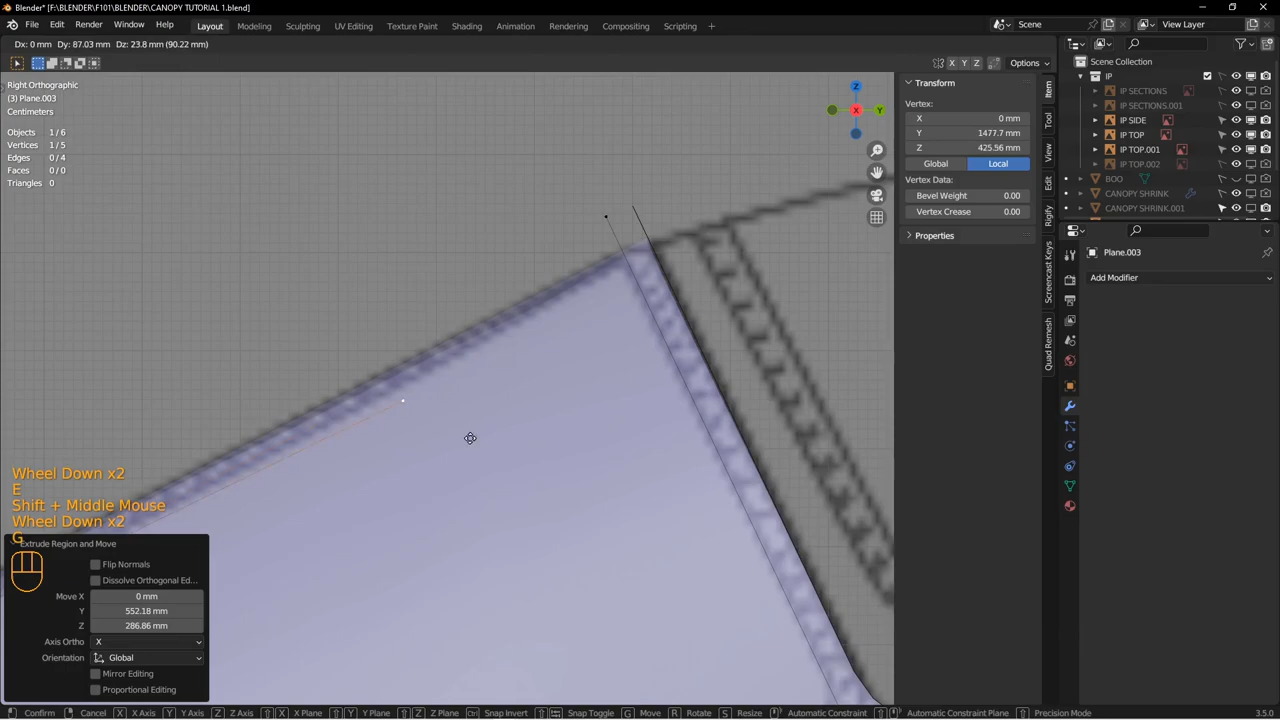 Blender* [F:\BLENDER\F101\BLENDER\CANOPY TUTORIAL 1.blend]
File Edit Render Window Help Layout Modeling Sculpting UV Editing Texture Paint Shading Animation Rendering Compositing Scripting + Scene View Layer
Dx: 0 mm Dy: 87.03 mm Dz: 23.8 mm (90.22 mm)
X Y Z Options
Right Orthographic
(3) Plane.003
Centimeters
Objects 1/6
Vertices 1/5
Edges 0/4
Faces 0/0
Triangles 0
Z
Y
X
Transform
Vertex:
X 0 mm
Y 1477.7 mm
Z 425.56 mm
Global Local
Vertex Data:
Bevel Weight 0.00
Vertex Crease 0.00
Properties
Item
Tool
View
Edit
Rigify
Screencast Keys
Quad Remesh
Scene Collection
IP
IP SECTIONS
IP SECTIONS.001
IP SIDE
IP TOP
IP TOP.001
IP TOP.002
BOO
CANOPY SHRINK
CANOPY SHRINK.001
Plane.003
Add Modifier
Wheel Down x2
E
Shift + Middle Mouse
Wheel Down x2
G
Extrude Region and Move
Flip Normals
Dissolve Orthogonal Ed...
Move X 0 mm
Y 552.18 mm
Z 286.86 mm
Axis Ortho X
Orientation Global
Mirror Editing
Proportional Editing
Confirm Cancel X X Axis Y Y Axis Z Z Axis X X Plane Y Y Plane Z Z Plane Ctrl Snap Invert Snap Toggle G Move R Rotate S Resize Automatic Constraint Automatic Constraint Plane Precision Mode 3.5.0